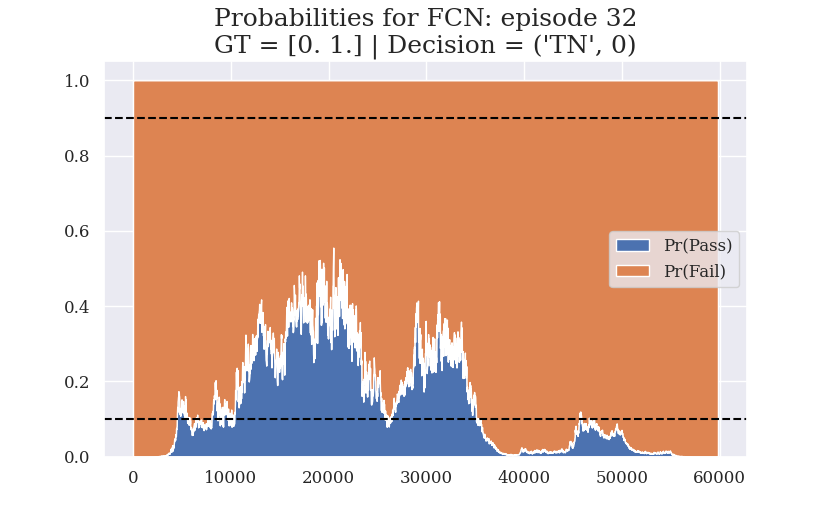 Probabilities for FCN: episode 32
GT = [0. 1.] | Decision = ('TN', 0)
1.0
0.8
0.6
0.4
0.2
0.0
Pr(Pass)
Pr(Fail)
0 10000 20000 30000 40000 50000 60000